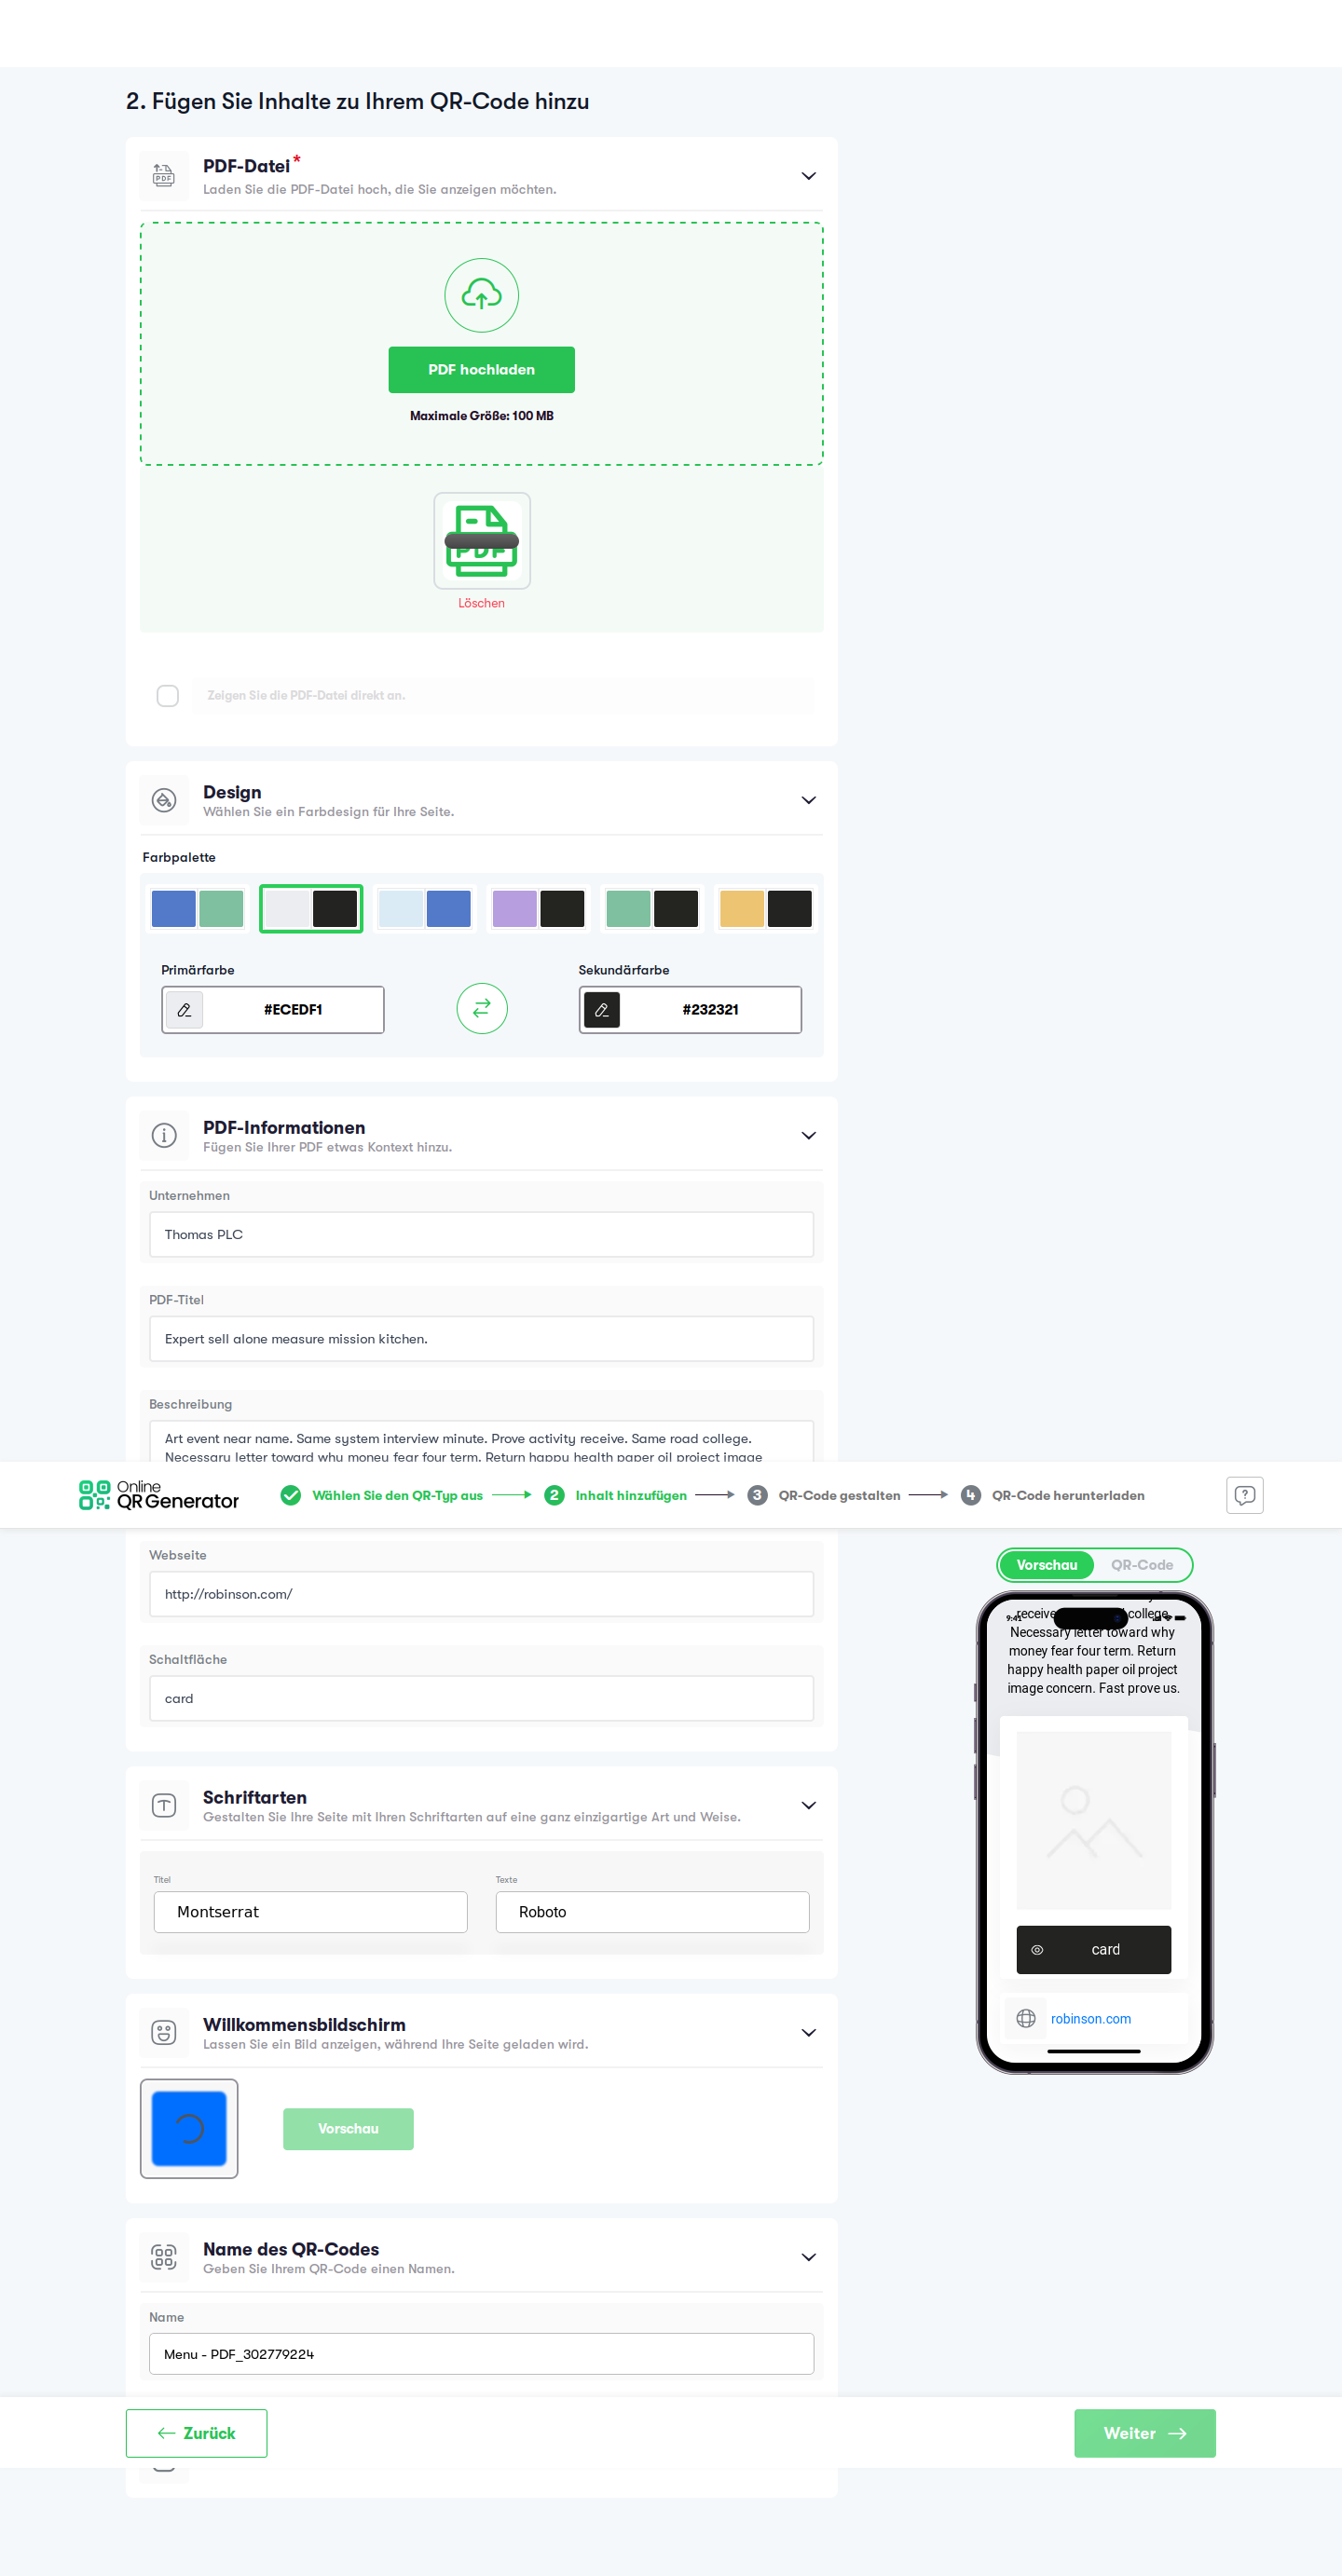 2. Fügen Sie Inhalte zu Ihrem QR-Code hinzu
PDF-Datei *
Laden Sie die PDF-Datei hoch, die Sie anzeigen möchten.
PDF hochladen
Maximale Größe: 100 MB
Löschen
Zeigen Sie die PDF-Datei direkt an.
Design
Wählen Sie ein Farbdesign für Ihre Seite.
Farbpalette
Primärfarbe
#ECEDF1
Sekundärfarbe
#232321
PDF-Informationen
Fügen Sie Ihrer PDF etwas Kontext hinzu.
Unternehmen
Thomas PLC
PDF-Titel
Expert sell alone measure mission kitchen.
Beschreibung
Art event near name. Same system interview minute. Prove activity receive. Same road college.
Necessary letter toward why money fear four term. Return happy health paper oil project image
Online
QR Generator
Wählen Sie den QR-Typ aus
2 Inhalt hinzufügen
3 QR-Code gestalten
4 QR-Code herunterladen
Webseite
http://robinson.com/
Schaltfläche
card
Schriftarten
Gestalten Sie Ihre Seite mit Ihren Schriftarten auf eine ganz einzigartige Art und Weise.
Titel
Montserrat
Texte
Roboto
Willkommensbildschirm
Lassen Sie ein Bild anzeigen, während Ihre Seite geladen wird.
Vorschau
Name des QR-Codes
Geben Sie Ihrem QR-Code einen Namen.
Name
Menu - PDF_302779224
Zurück
Weiter
Vorschau
QR-Code
9:41
receive college.
Necessary letter toward why
money fear four term. Return
happy health paper oil project
image concern. Fast prove us.
card
robinson.com